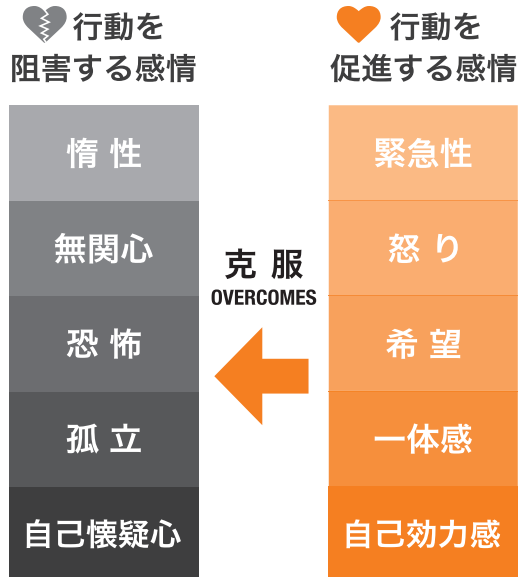 行動を
阻害する感情
惰性
無関心
恐怖
孤立
自己懐疑心
克服
OVERCOMES
行動を
促進する感情
緊急性
怒り
希望
一体感
自己効力感